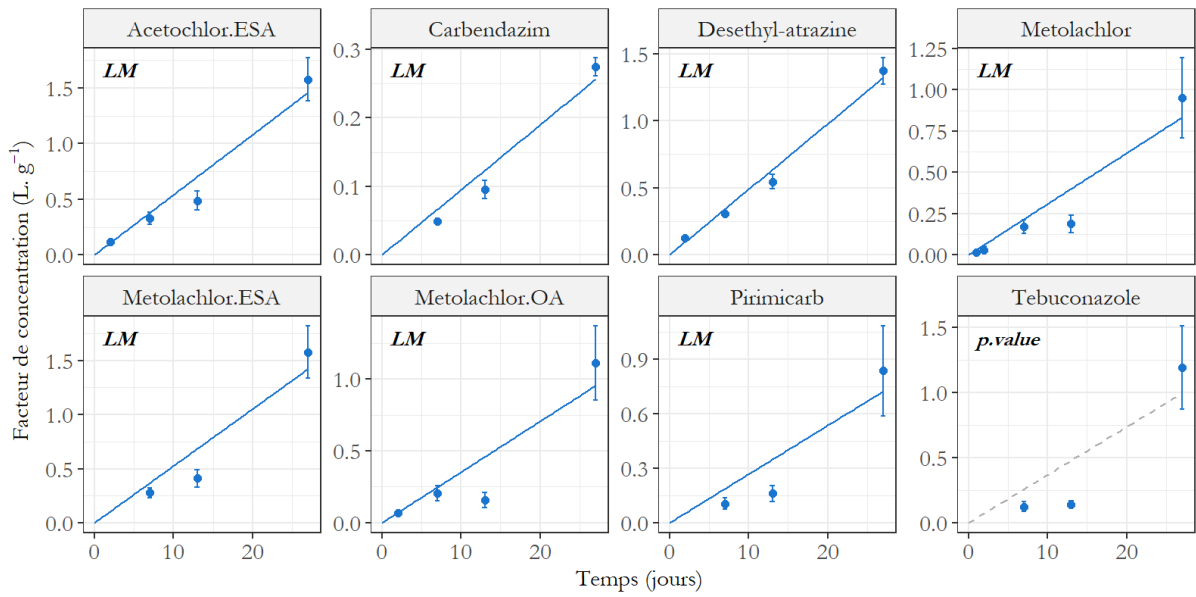 Acetochlor.ESA
Carbendazim
Desethyl-atrazine
Metolachlor
LM
LM
LM
LM
1.5
1.0
0.5
0.0
0.3
0.2
0.1
0.0
1.5
1.0
0.5
0.0
1.25
1.00
0.75
0.50
0.25
0.00
Facteur de concentration (L. g⁻¹)
Metolachlor.ESA
Metolachlor.OA
Pirimicarb
Tebuconazole
LM
LM
LM
p.value
1.5
1.0
0.5
0.0
1.0
0.5
0.0
0.9
0.6
0.3
0.0
1.5
1.0
0.5
0.0
0 10 20
0 10 20
0 10 20
0 10 20
Temps (jours)